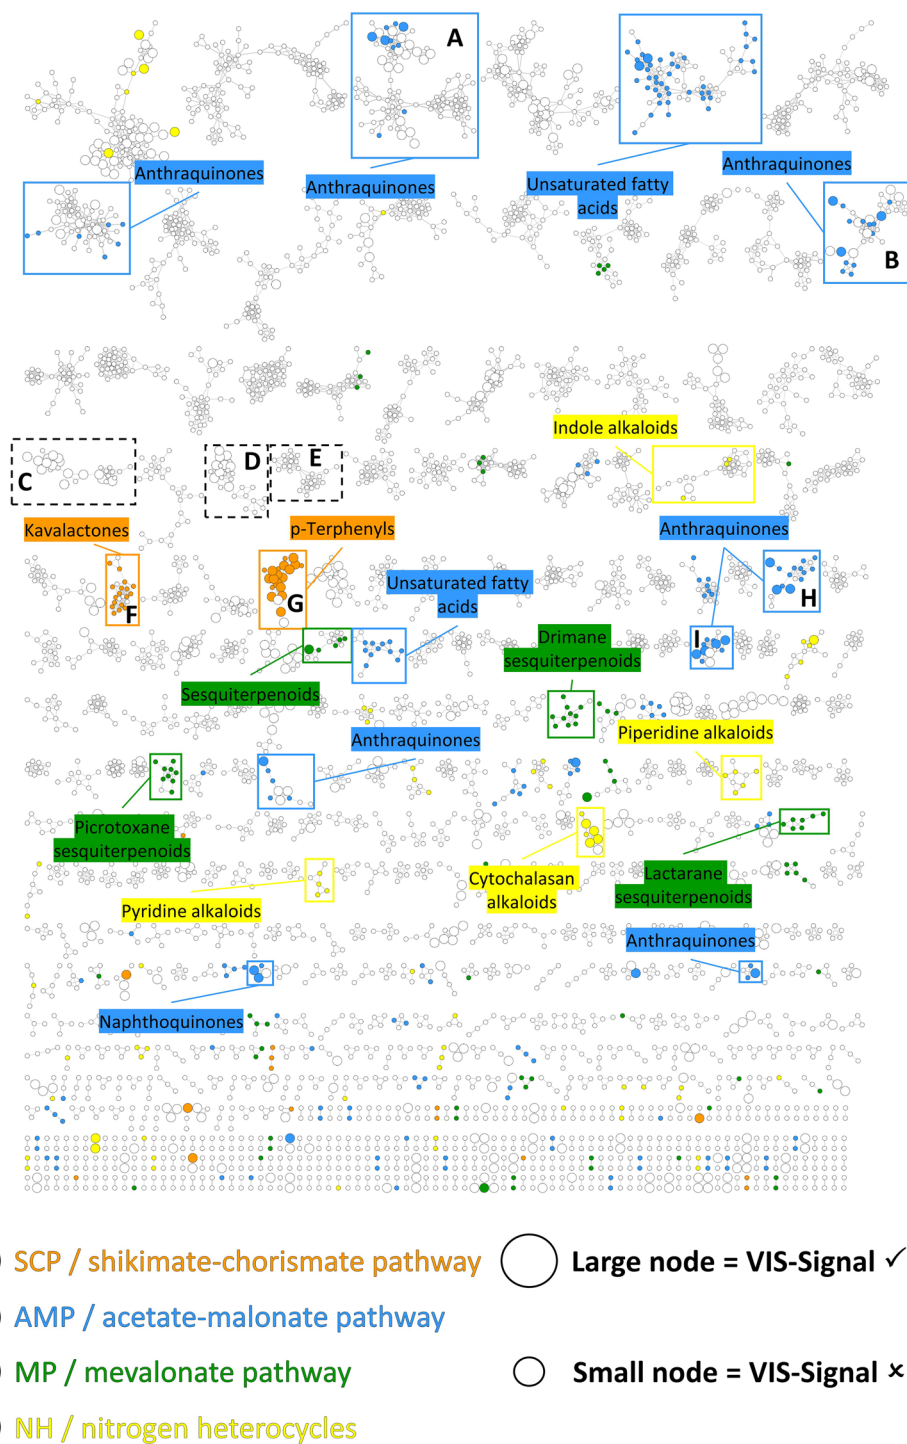 A
Anthraquinones
Anthraquinones
Unsaturated fatty
acids
Anthraquinones
B
Indole alkaloids
C
D
E
Kavalactones
p-Terphenyls
Anthraquinones
Unsaturated fatty
acids
F
G
H
I
Drimane
sesquiterpenoids
Sesquiterpenoids
Piperidine alkaloids
Anthraquinones
Picrotoxane
sesquiterpenoids
Cytochalasan
alkaloids
Lactarane
sesquiterpenoids
Pyridine alkaloids
Anthraquinones
Naphthoquinones
SCP / shikimate-chorismate pathway
Large node = VIS-Signal ✓
AMP / acetate-malonate pathway
MP / mevalonate pathway
Small node = VIS-Signal ×
NH / nitrogen heterocycles